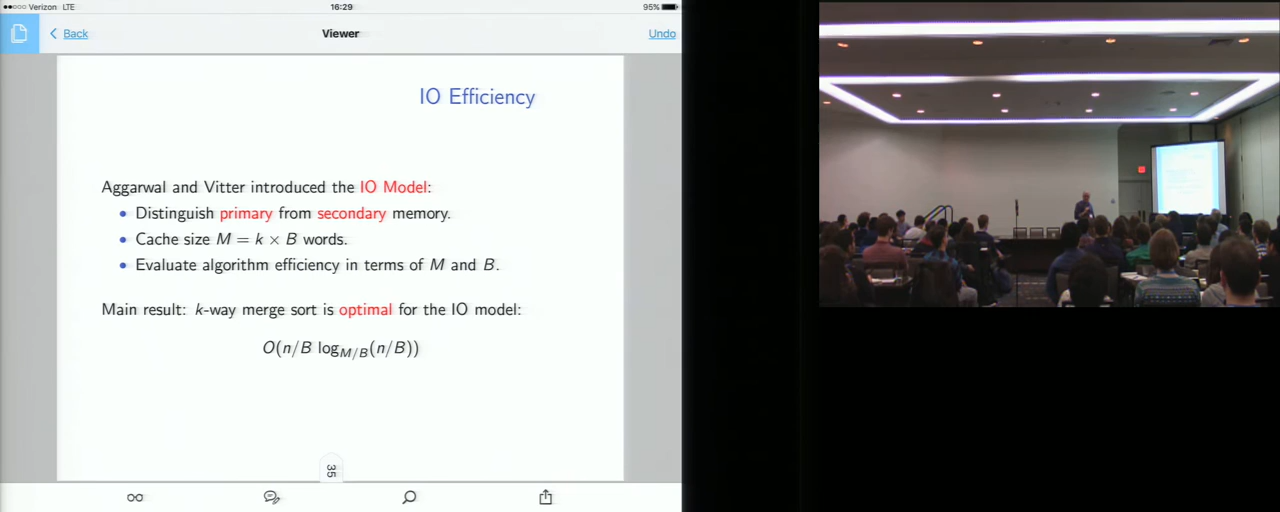 Verizon LTE 16:29 95%
Back Viewer Undo
IO Efficiency
Aggarwal and Vitter introduced the IO Model:
• Distinguish primary from secondary memory.
• Cache size M = k × B words.
• Evaluate algorithm efficiency in terms of M and B.
Main result: k-way merge sort is optimal for the IO model:
O(n/B log_{M/B}(n/B))
35